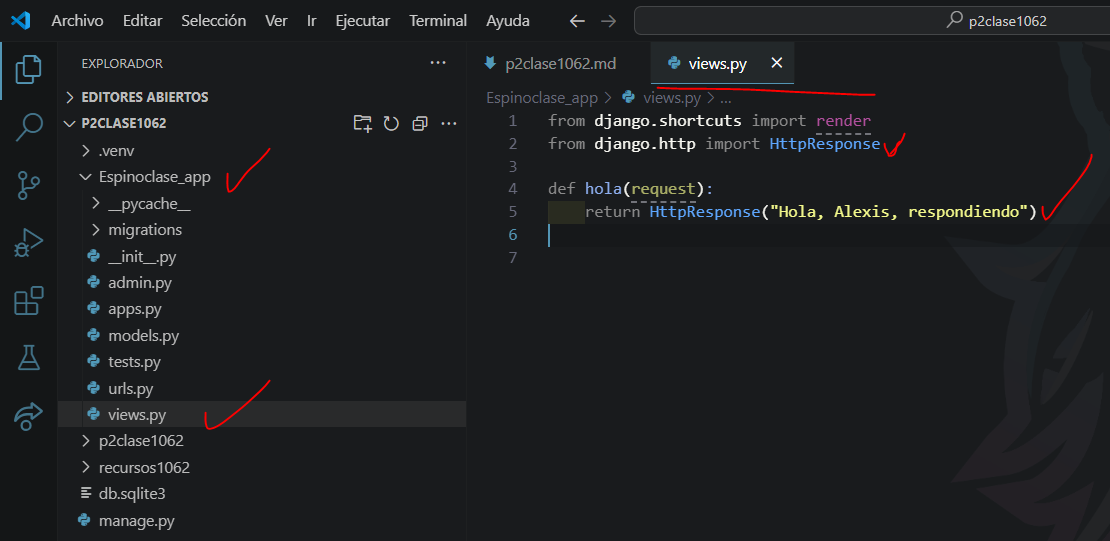 Archivo Editar Selección Ver Ir Ejecutar Terminal Ayuda
p2clase1062
EXPLORADOR
EDITORES ABIERTOS
P2CLASE1062
.venv
Espinoclase_app
__pycache__
migrations
__init__.py
admin.py
apps.py
models.py
tests.py
urls.py
views.py
p2clase1062
recursos1062
db.sqlite3
manage.py
p2clase1062.md views.py
Espinoclase_app > views.py > ...
1 from django.shortcuts import render
2 from django.http import HttpResponse
3
4 def hola(request):
5 return HttpResponse("Hola, Alexis, respondiendo")
6
7